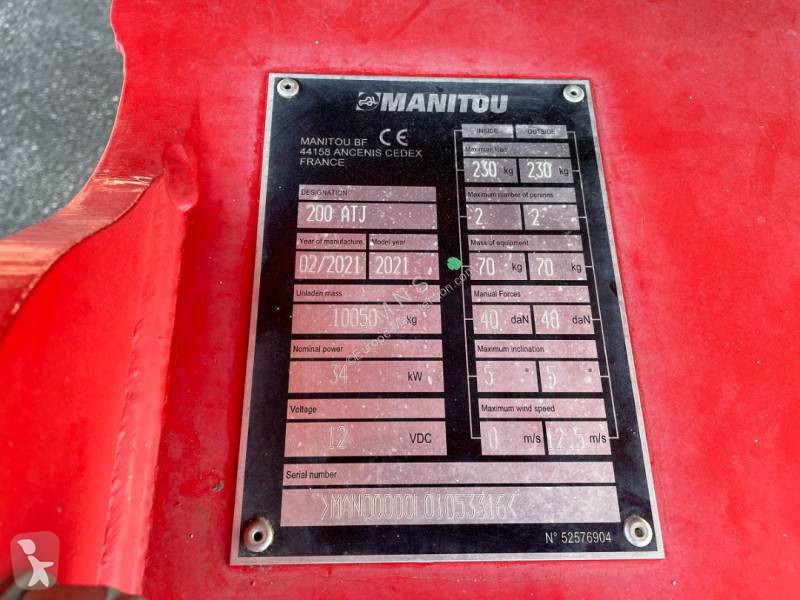 MANITOU
MANITOU BF CE
44158 ANCENIS CEDEX
FRANCE
DESIGNATION
200 ATJ
Year of manufacture Model year
02/2021 2021
Unladen mass
10050 kg
Nominal power
34 kW
Voltage
12 VDC
INSIDE OUTSIDE
Maximum load
230 kg 230 kg
Maximum number of persons
2 2
Mass of equipment
70 kg 70 kg
Manual Forces
40 daN 40 daN
Maximum inclination
5 ° 5 °
Maximum wind speed
0 m/s 12.5 m/s
Serial number
>MAN00000L01053316<
N° 52576904